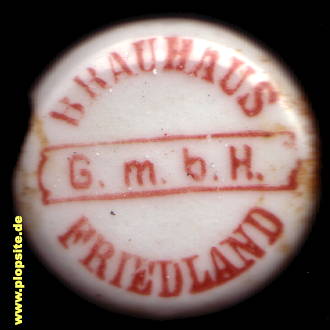 BRAUHAUS
G. m. b. H.
FRIEDLAND
www.plopsite.de